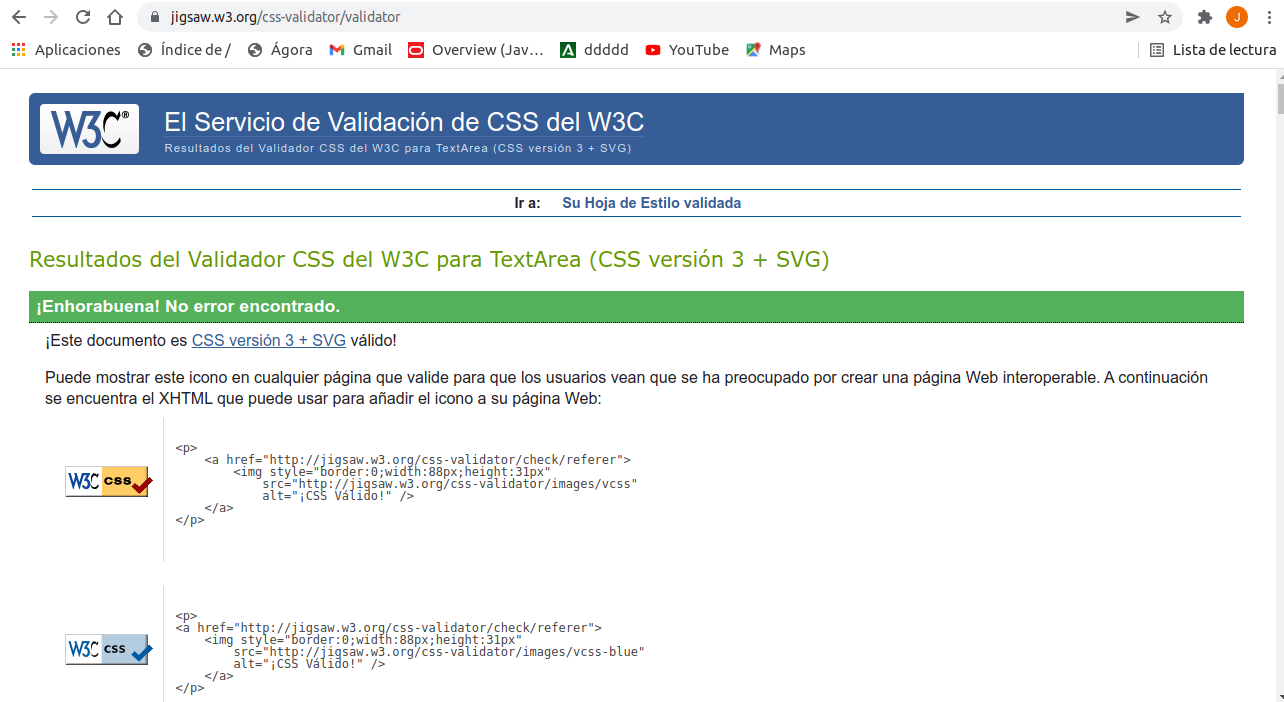 jigsaw.w3.org/css-validator/validator
J
Aplicaciones Índice de / Ágora Gmail Overview (Jav... A ddddd YouTube Maps Lista de lectura
W3C® El Servicio de Validación de CSS del W3C
Resultados del Validador CSS del W3C para TextArea (CSS versión 3 + SVG)
Ir a: Su Hoja de Estilo validada
Resultados del Validador CSS del W3C para TextArea (CSS versión 3 + SVG)
¡Enhorabuena! No error encontrado.
¡Este documento es CSS versión 3 + SVG válido!
Puede mostrar este icono en cualquier página que valide para que los usuarios vean que se ha preocupado por crear una página Web interoperable. A continuación
se encuentra el XHTML que puede usar para añadir el icono a su página Web:
W3C css
<p>
    <a href="http://jigsaw.w3.org/css-validator/check/referer">
        <img style="border:0;width:88px;height:31px"
            src="http://jigsaw.w3.org/css-validator/images/vcss"
            alt="¡CSS Válido!" />
    </a>
</p>
W3C css
<p>
<a href="http://jigsaw.w3.org/css-validator/check/referer">
    <img style="border:0;width:88px;height:31px"
        src="http://jigsaw.w3.org/css-validator/images/vcss-blue"
        alt="¡CSS Válido!" />
    </a>
</p>